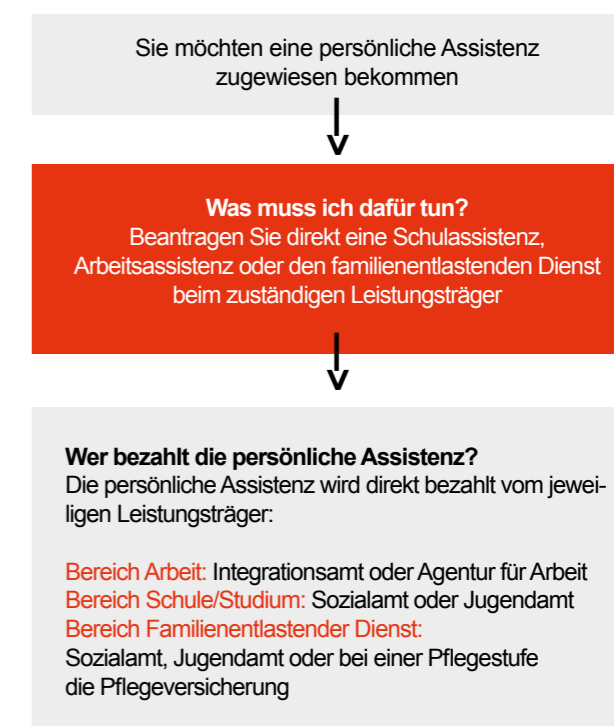 Sie möchten eine persönliche Assistenz
zugewiesen bekommen
Was muss ich dafür tun?
Beantragen Sie direkt eine Schulassistenz,
Arbeitsassistenz oder den familienentlastenden Dienst
beim zuständigen Leistungsträger
Wer bezahlt die persönliche Assistenz?
Die persönliche Assistenz wird direkt bezahlt vom jewei-
ligen Leistungsträger:
Bereich Arbeit: Integrationsamt oder Agentur für Arbeit
Bereich Schule/Studium: Sozialamt oder Jugendamt
Bereich Familienentlastender Dienst:
Sozialamt, Jugendamt oder bei einer Pflegestufe
die Pflegeversicherung